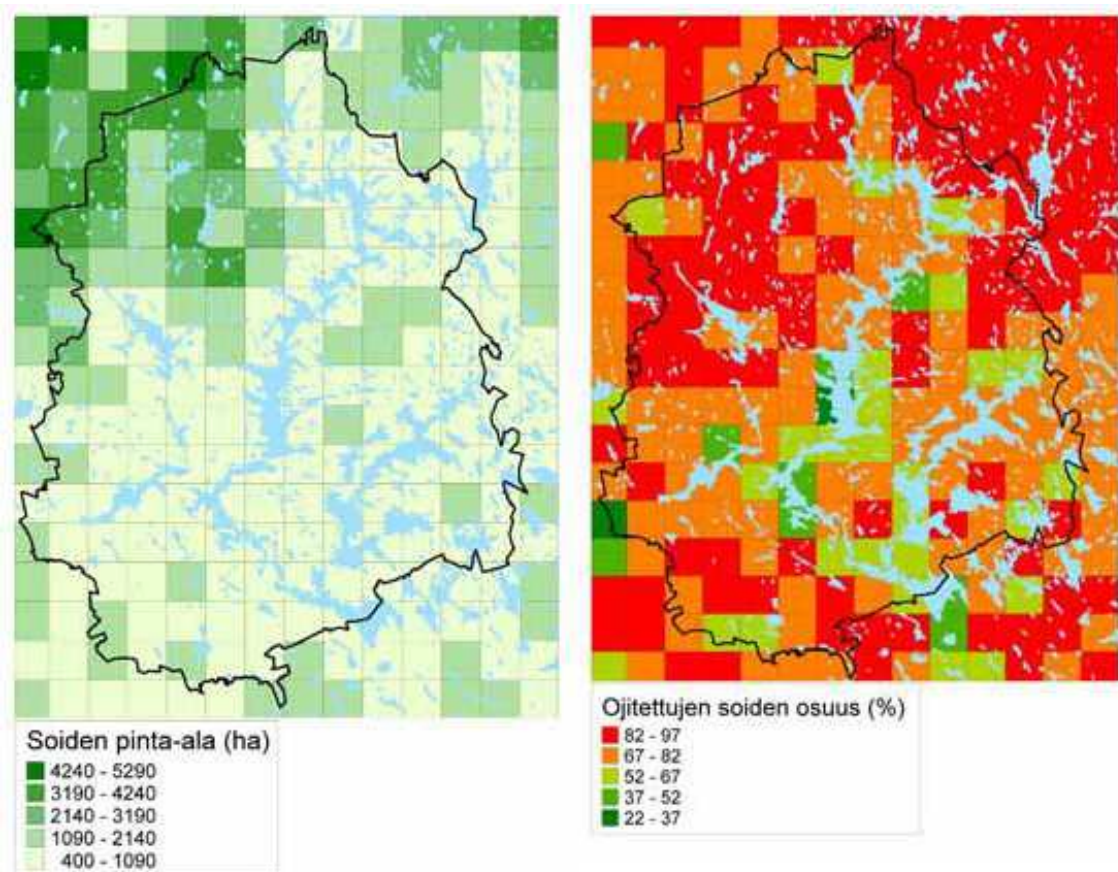 Soiden pinta-ala (ha)
4240 - 5290
3190 - 4240
2140 - 3190
1090 - 2140
400 - 1090
Ojitettujen soiden osuus (%)
82 - 97
67 - 82
52 - 67
37 - 52
22 - 37